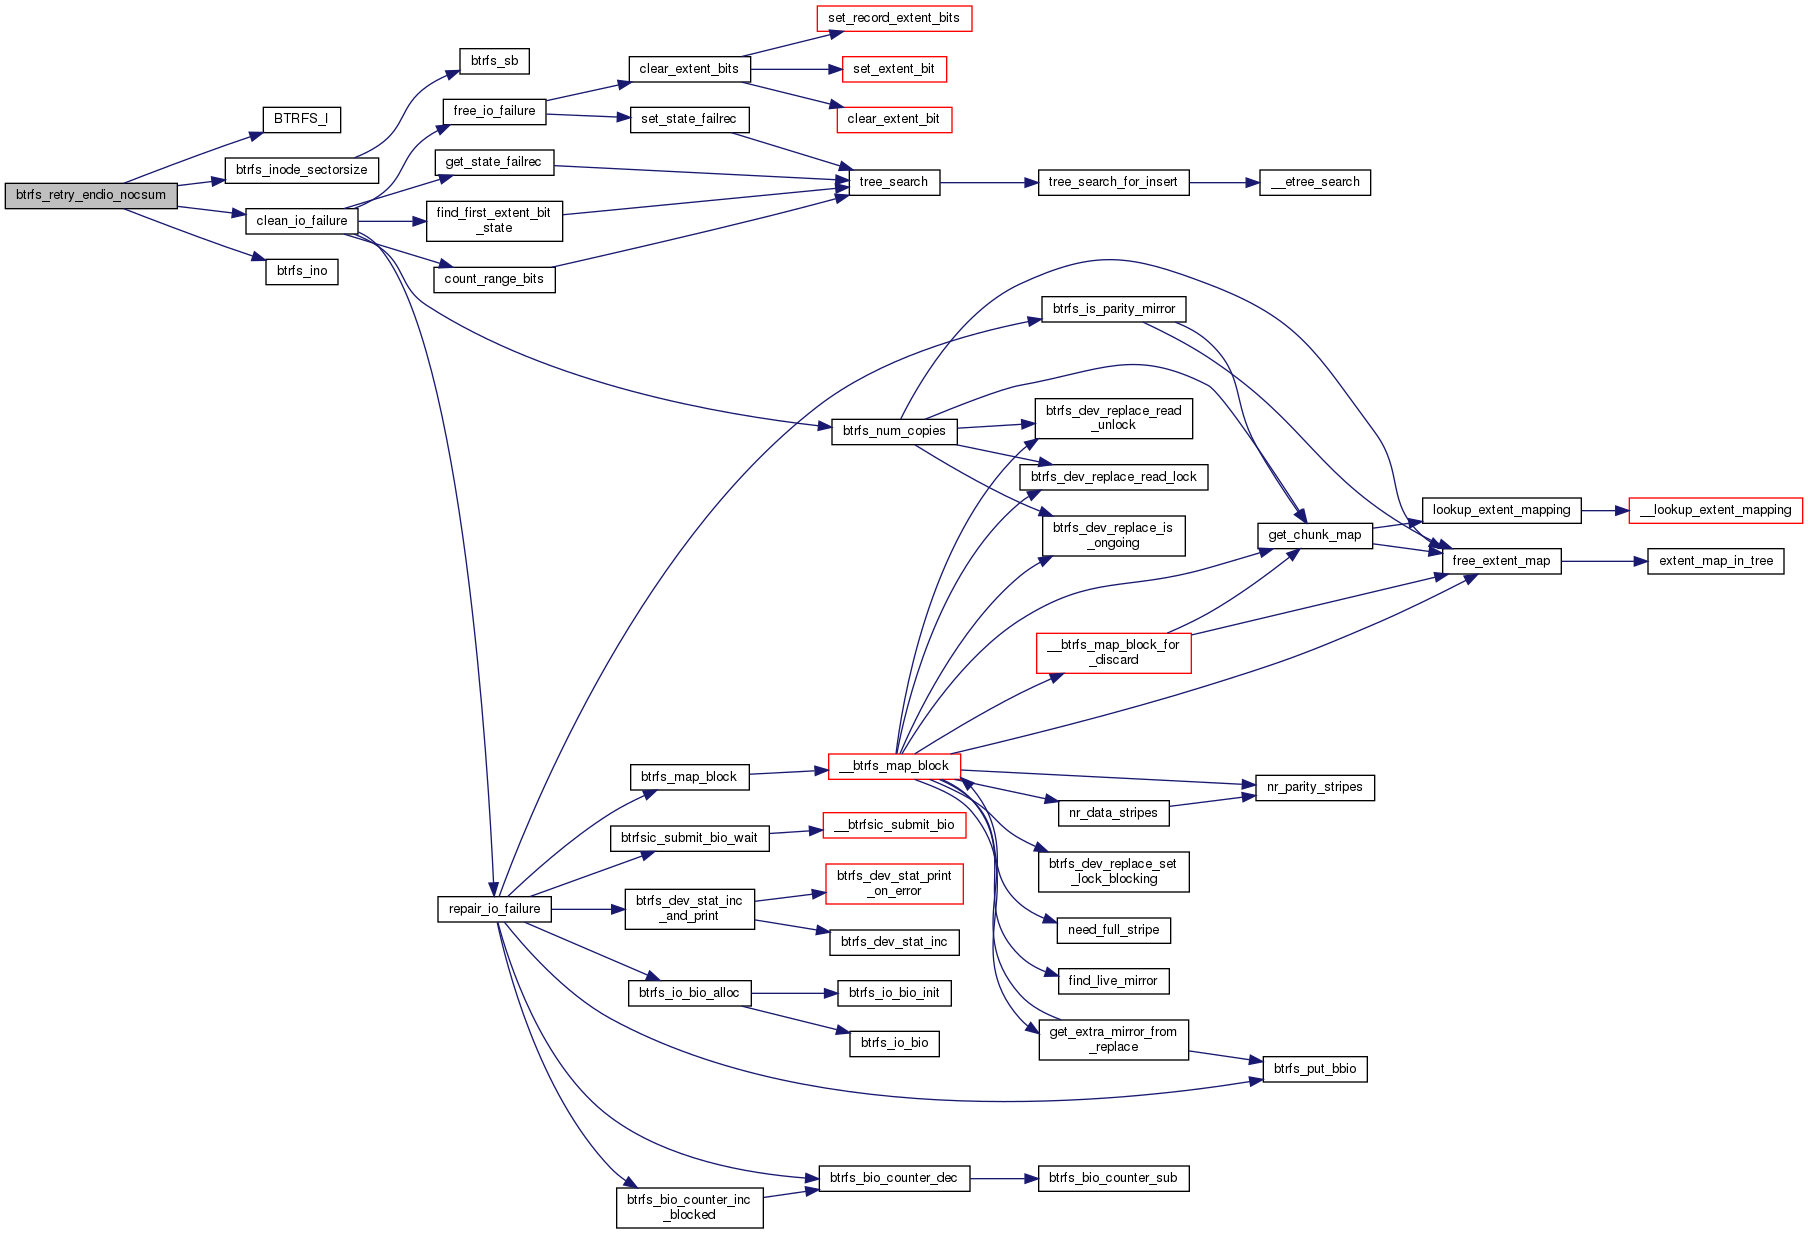 set_record_extent_bits
btrfs_sb
clear_extent_bits
set_extent_bit
BTRFS_I
free_io_failure
set_state_failrec
clear_extent_bit
btrfs_inode_sectorsize
get_state_failrec
btrfs_retry_endio_nocsum
tree_search
tree_search_for_insert
__etree_search
clean_io_failure
find_first_extent_bit
_state
btrfs_ino
count_range_bits
btrfs_is_parity_mirror
btrfs_num_copies
btrfs_dev_replace_read
_unlock
btrfs_dev_replace_read_lock
btrfs_dev_replace_is
_ongoing
get_chunk_map
lookup_extent_mapping
__lookup_extent_mapping
free_extent_map
extent_map_in_tree
__btrfs_map_block_for
_discard
btrfs_map_block
__btrfs_map_block
nr_parity_stripes
nr_data_stripes
btrfsic_submit_bio_wait
__btrfsic_submit_bio
btrfs_dev_replace_set
_lock_blocking
repair_io_failure
btrfs_dev_stat_inc
_and_print
btrfs_dev_stat_print
_on_error
btrfs_dev_stat_inc
need_full_stripe
find_live_mirror
btrfs_io_bio_alloc
btrfs_io_bio_init
btrfs_io_bio
get_extra_mirror_from
_replace
btrfs_put_bbio
btrfs_bio_counter_dec
btrfs_bio_counter_sub
btrfs_bio_counter_inc
_blocked